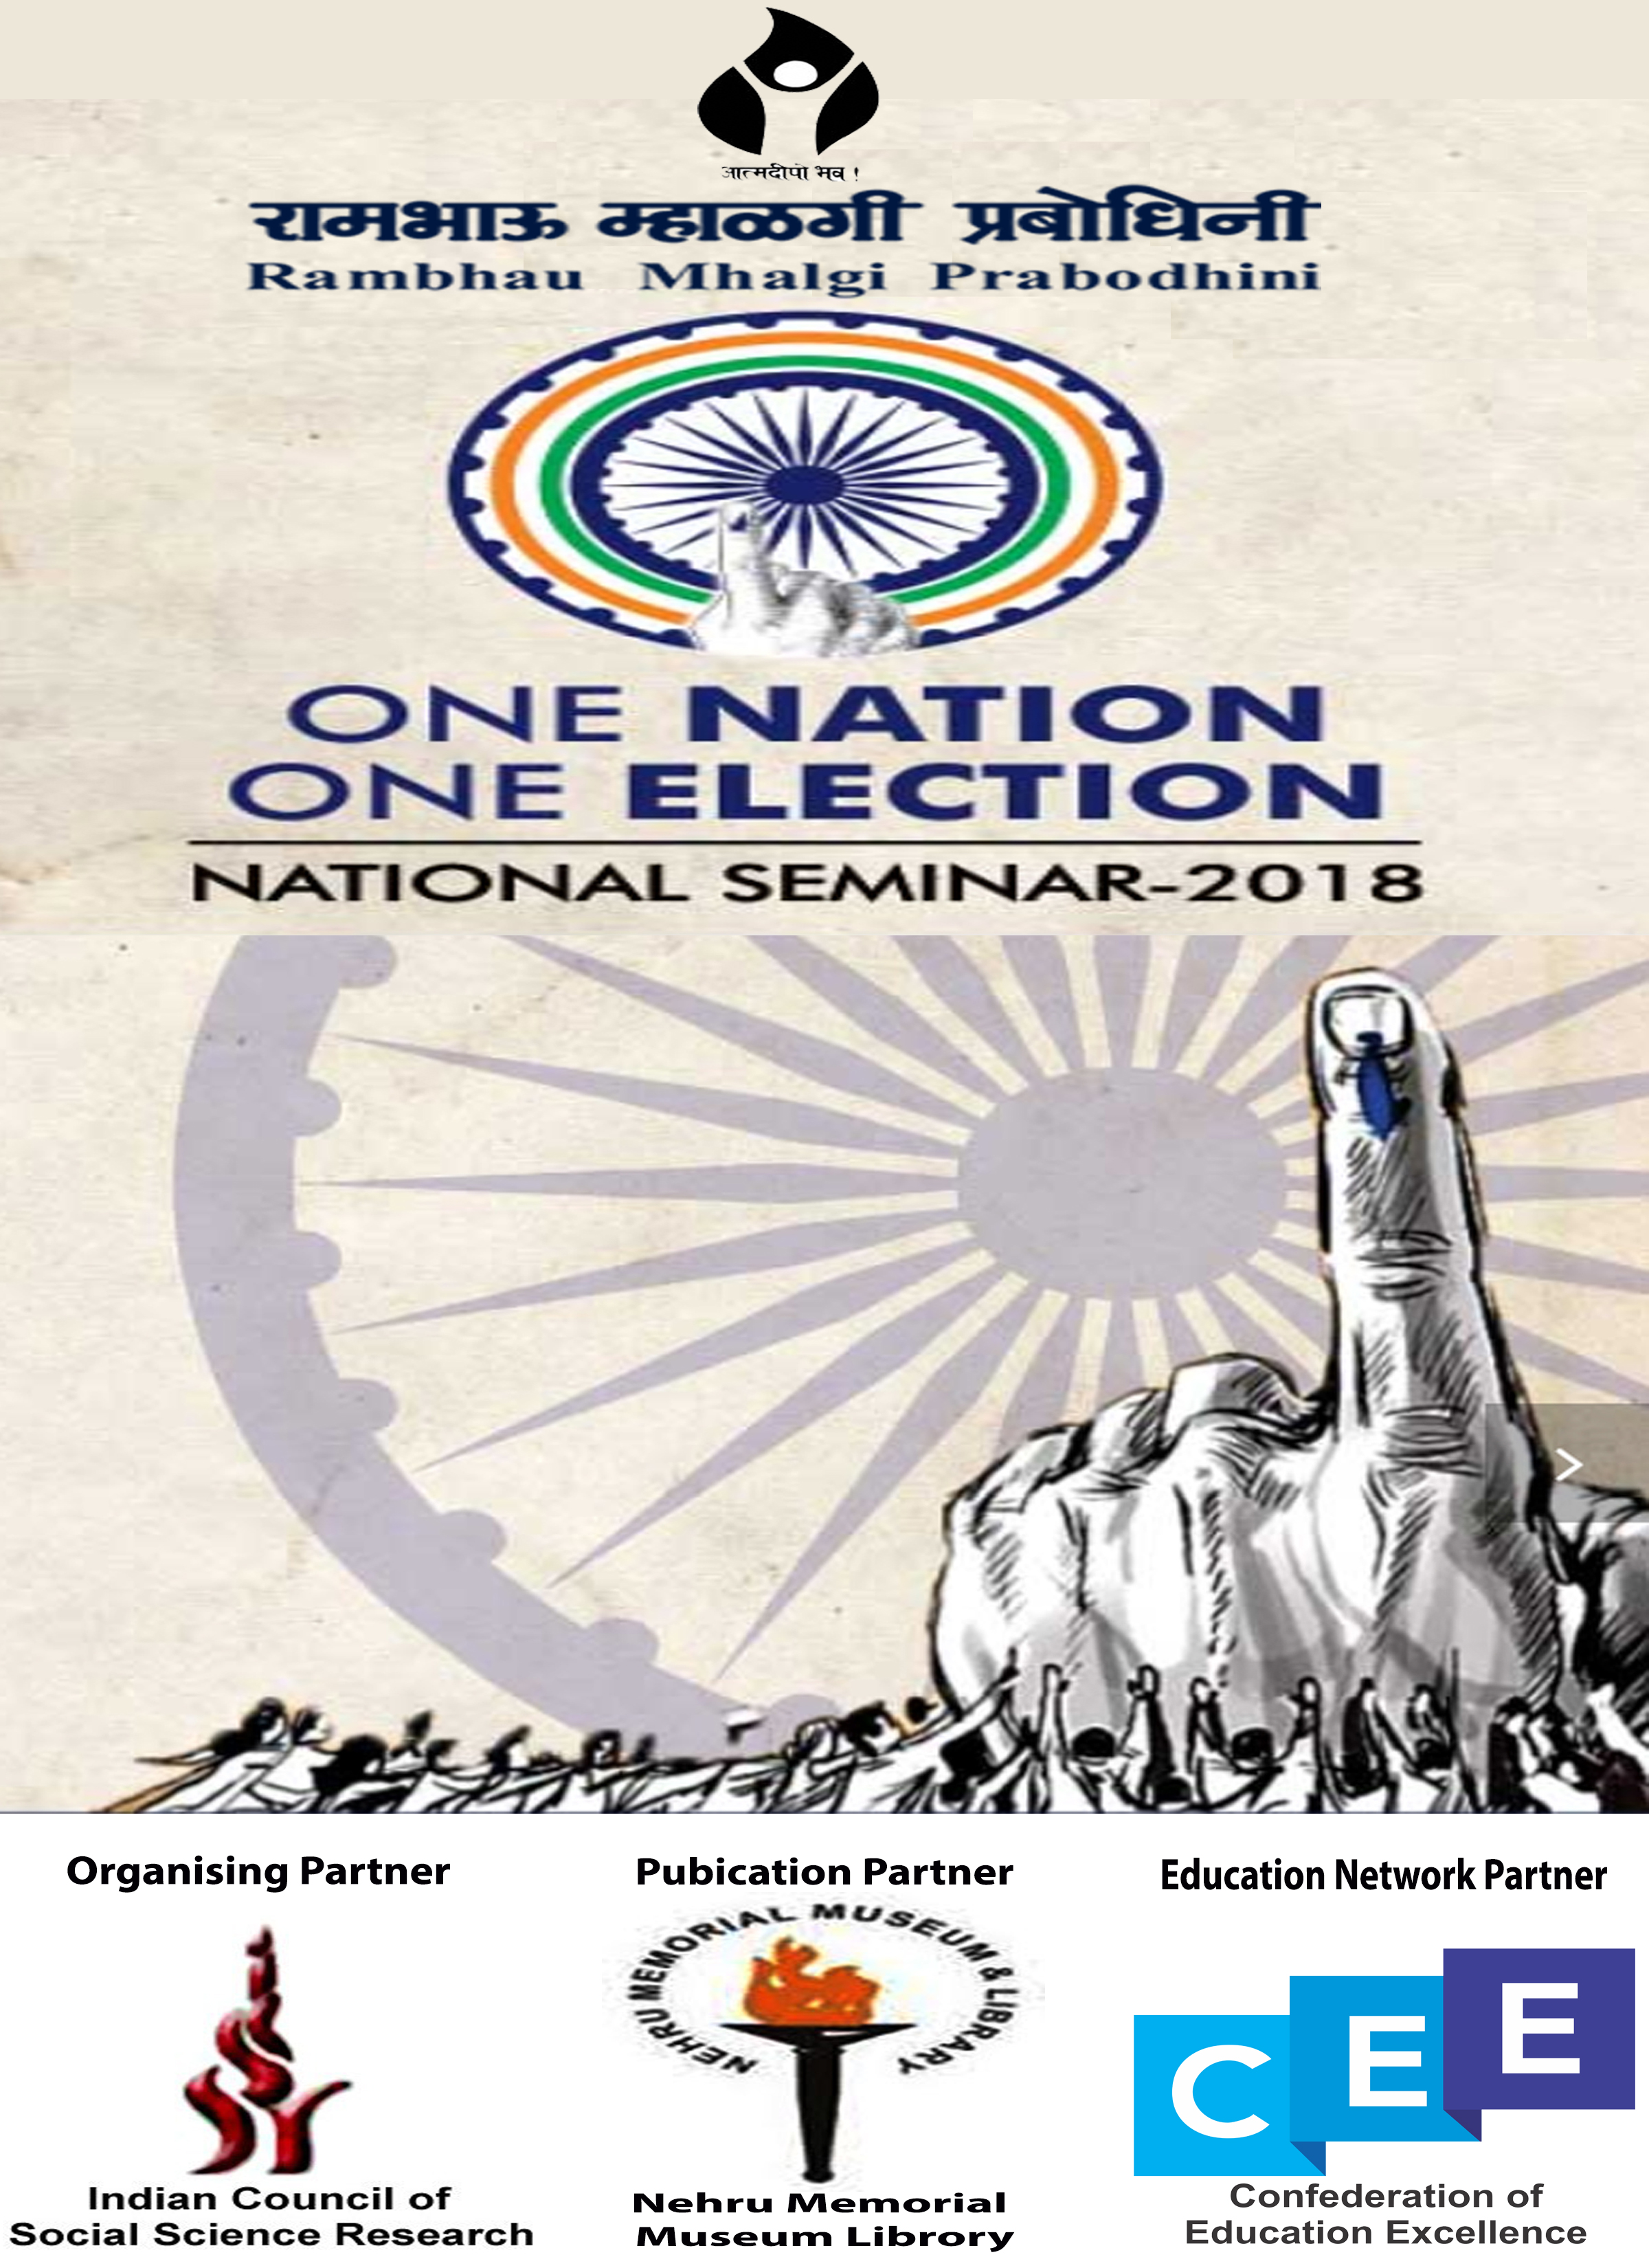 आत्मदीपो भव !
रामभाऊ म्हाळगी प्रबोधिनी
Rambhau Mhalgi Prabodhini
ONE NATION
ONE ELECTION
NATIONAL SEMINAR-2018
Organising Partner
Pubication Partner
Education Network Partner
NEHRU MEMORIAL MUSEUM & LIBRARY
CEE
Indian Council of
Social Science Research
Nehru Memorial
Museum Librory
Confederation of
Education Excellence